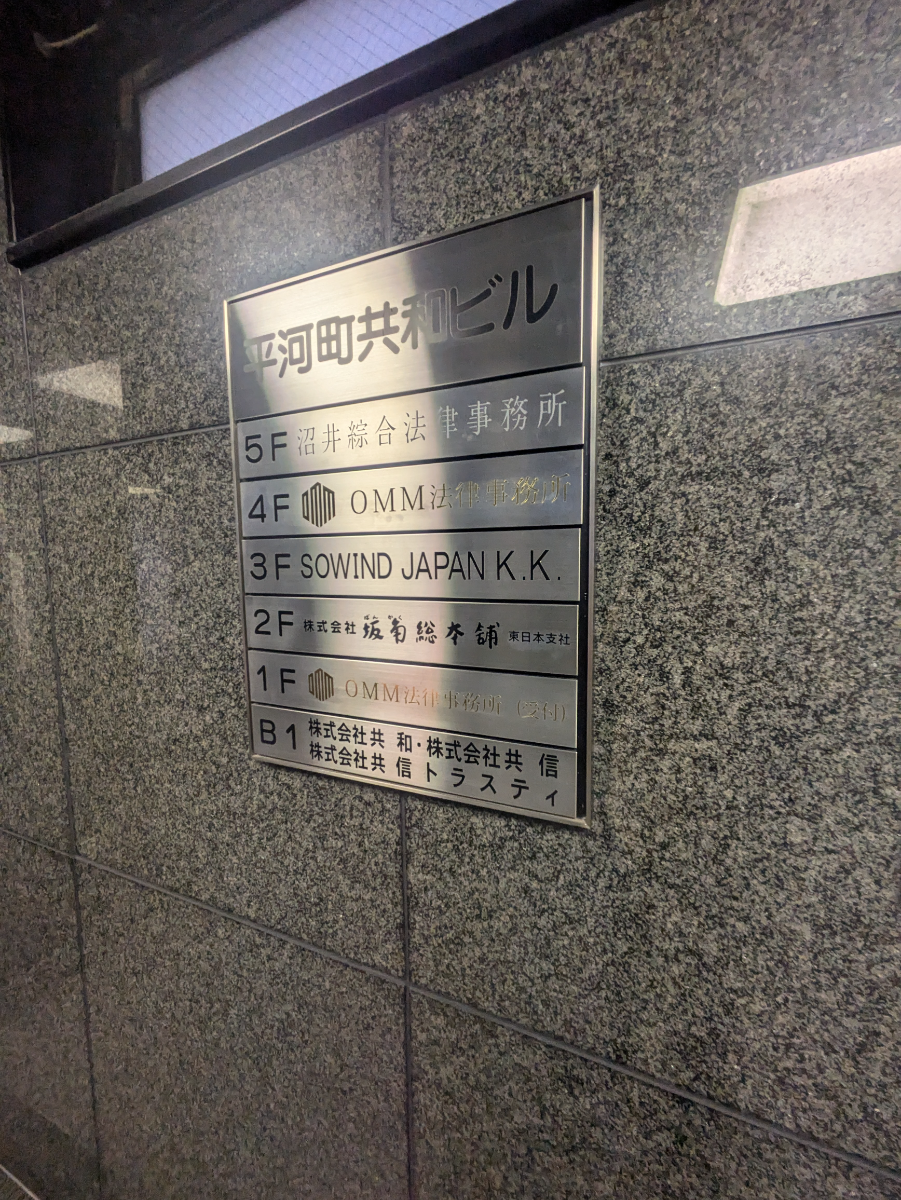 平河町共和ビル
5F 沼井綜合法律事務所
4F OMM法律事務所
3F SOWIND JAPAN K.K.
2F 株式会社 坂角総本舖 東日本支社
1F OMM法律事務所 (受付)
B1 株式会社共和・株式会社共信
株式会社共信トラスティ